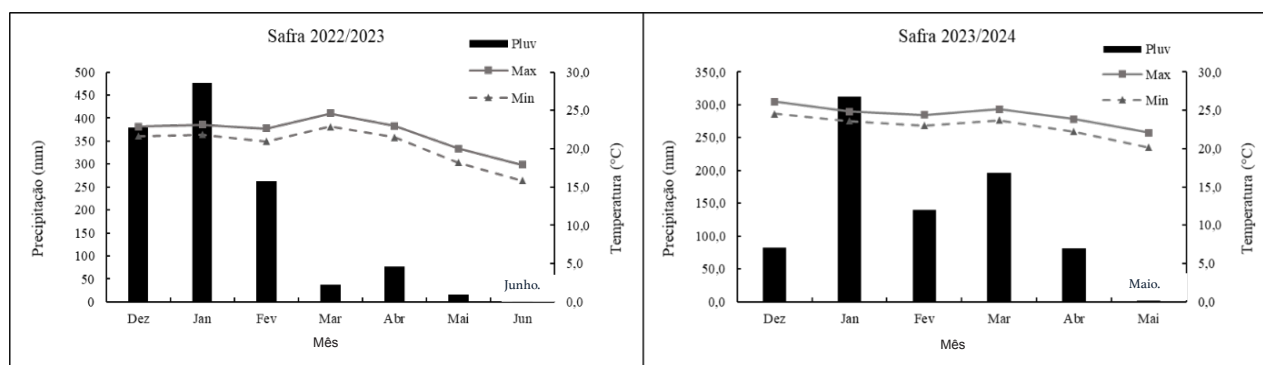 Safra 2022/2023
Pluv
Max
Min
Precipitação (mm)
500
450
400
350
300
250
200
150
100
50
0
30,0
25,0
20,0
15,0
10,0
5,0
0,0
Temperatura (°C)
Junho.
Dez Jan Fev Mar Abr Mai Jun
Mês
Safra 2023/2024
Pluv
Max
Min
Precipitação (mm)
350,0
300,0
250,0
200,0
150,0
100,0
50,0
0,0
30,0
25,0
20,0
15,0
10,0
5,0
0,0
Temperatura (°C)
Maio.
Dez Jan Fev Mar Abr Mai
Mês